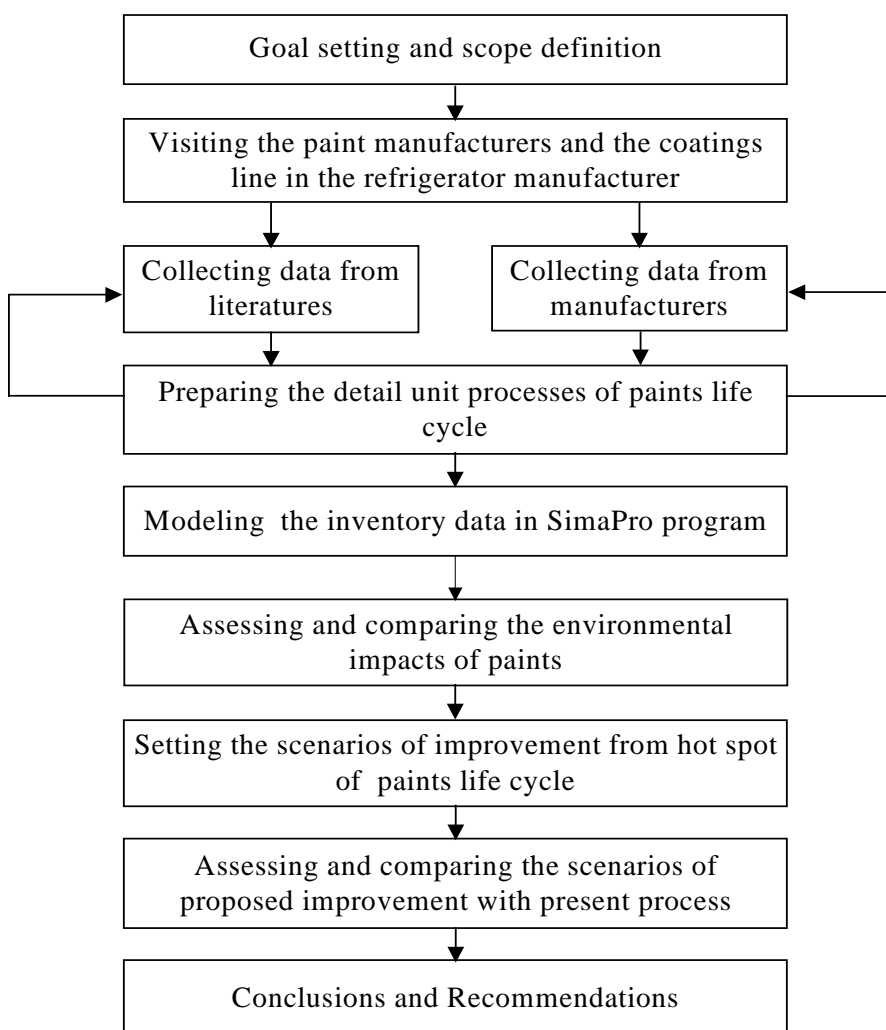 Goal setting and scope definition
Visiting the paint manufacturers and the coatings
line in the refrigerator manufacturer
Collecting data from
literatures
Collecting data from
manufacturers
Preparing the detail unit processes of paints life
cycle
Modeling the inventory data in SimaPro program
Assessing and comparing the environmental
impacts of paints
Setting the scenarios of improvement from hot spot
of paints life cycle
Assessing and comparing the scenarios of
proposed improvement with present process
Conclusions and Recommendations